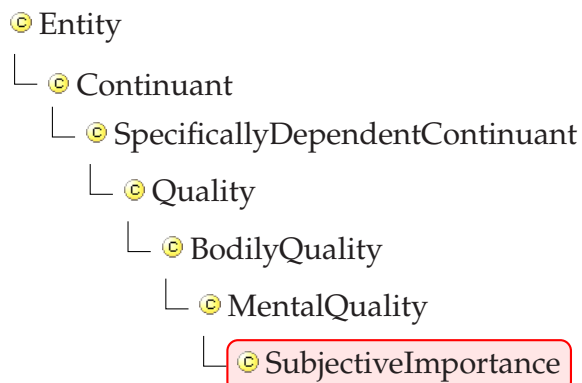 Entity
Continuant
SpecificallyDependentContinuant
Quality
BodilyQuality
MentalQuality
SubjectiveImportance